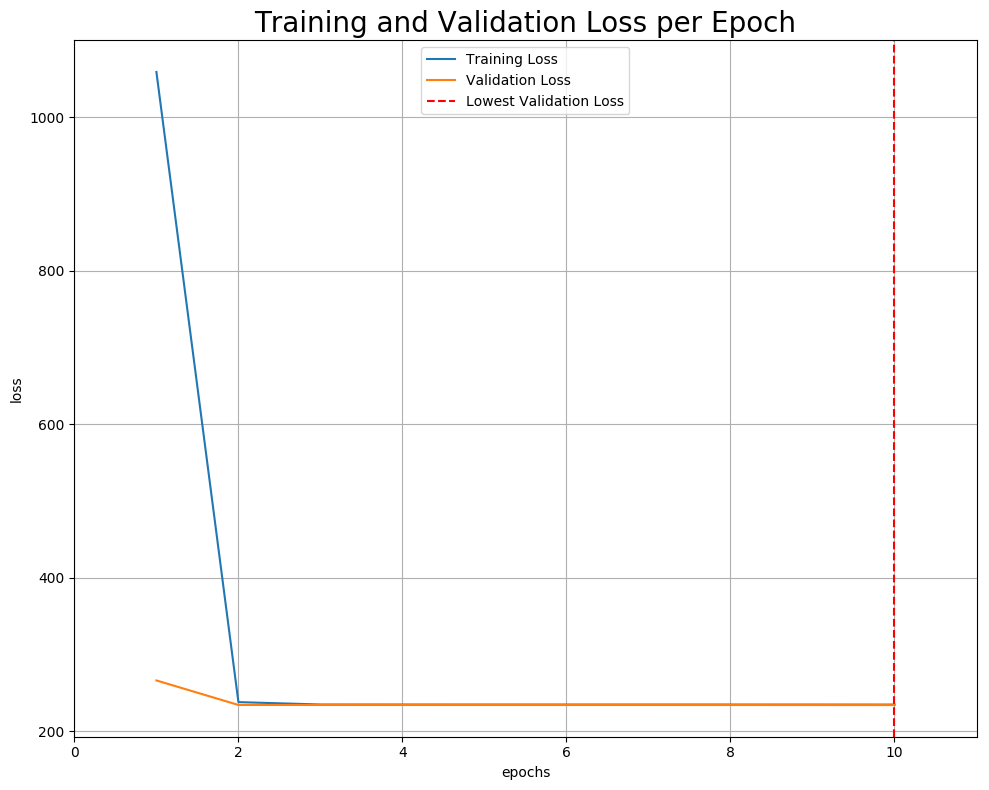 Training and Validation Loss per Epoch
Training Loss
Validation Loss
Lowest Validation Loss
1000
800
600
400
200
loss
0 2 4 6 8 10
epochs